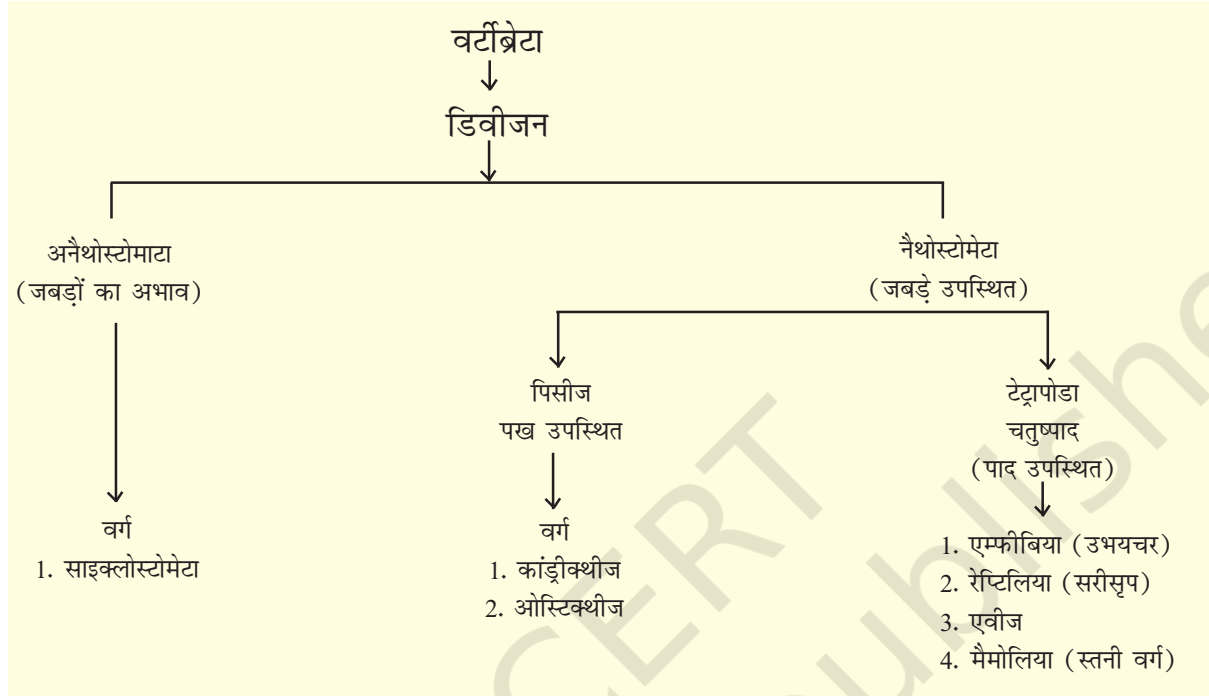 वर्टीब्रेटा
डिवीजन
अनैथोस्टोमाटा
(जबड़ों का अभाव)
नैथोस्टोमेटा
(जबड़े उपस्थित)
पिसीज
पख उपस्थित
टेट्रापोडा
चतुष्पाद
(पाद उपस्थित)
वर्ग
1. साइक्लोस्टोमेटा
वर्ग
1. कांड्रीक्थीज
2. ओस्टिक्थीज
1. एम्फीबिया (उभयचर)
2. रेप्टिलिया (सरीसृप)
3. एवीज
4. मैमोलिया (स्तनी वर्ग)